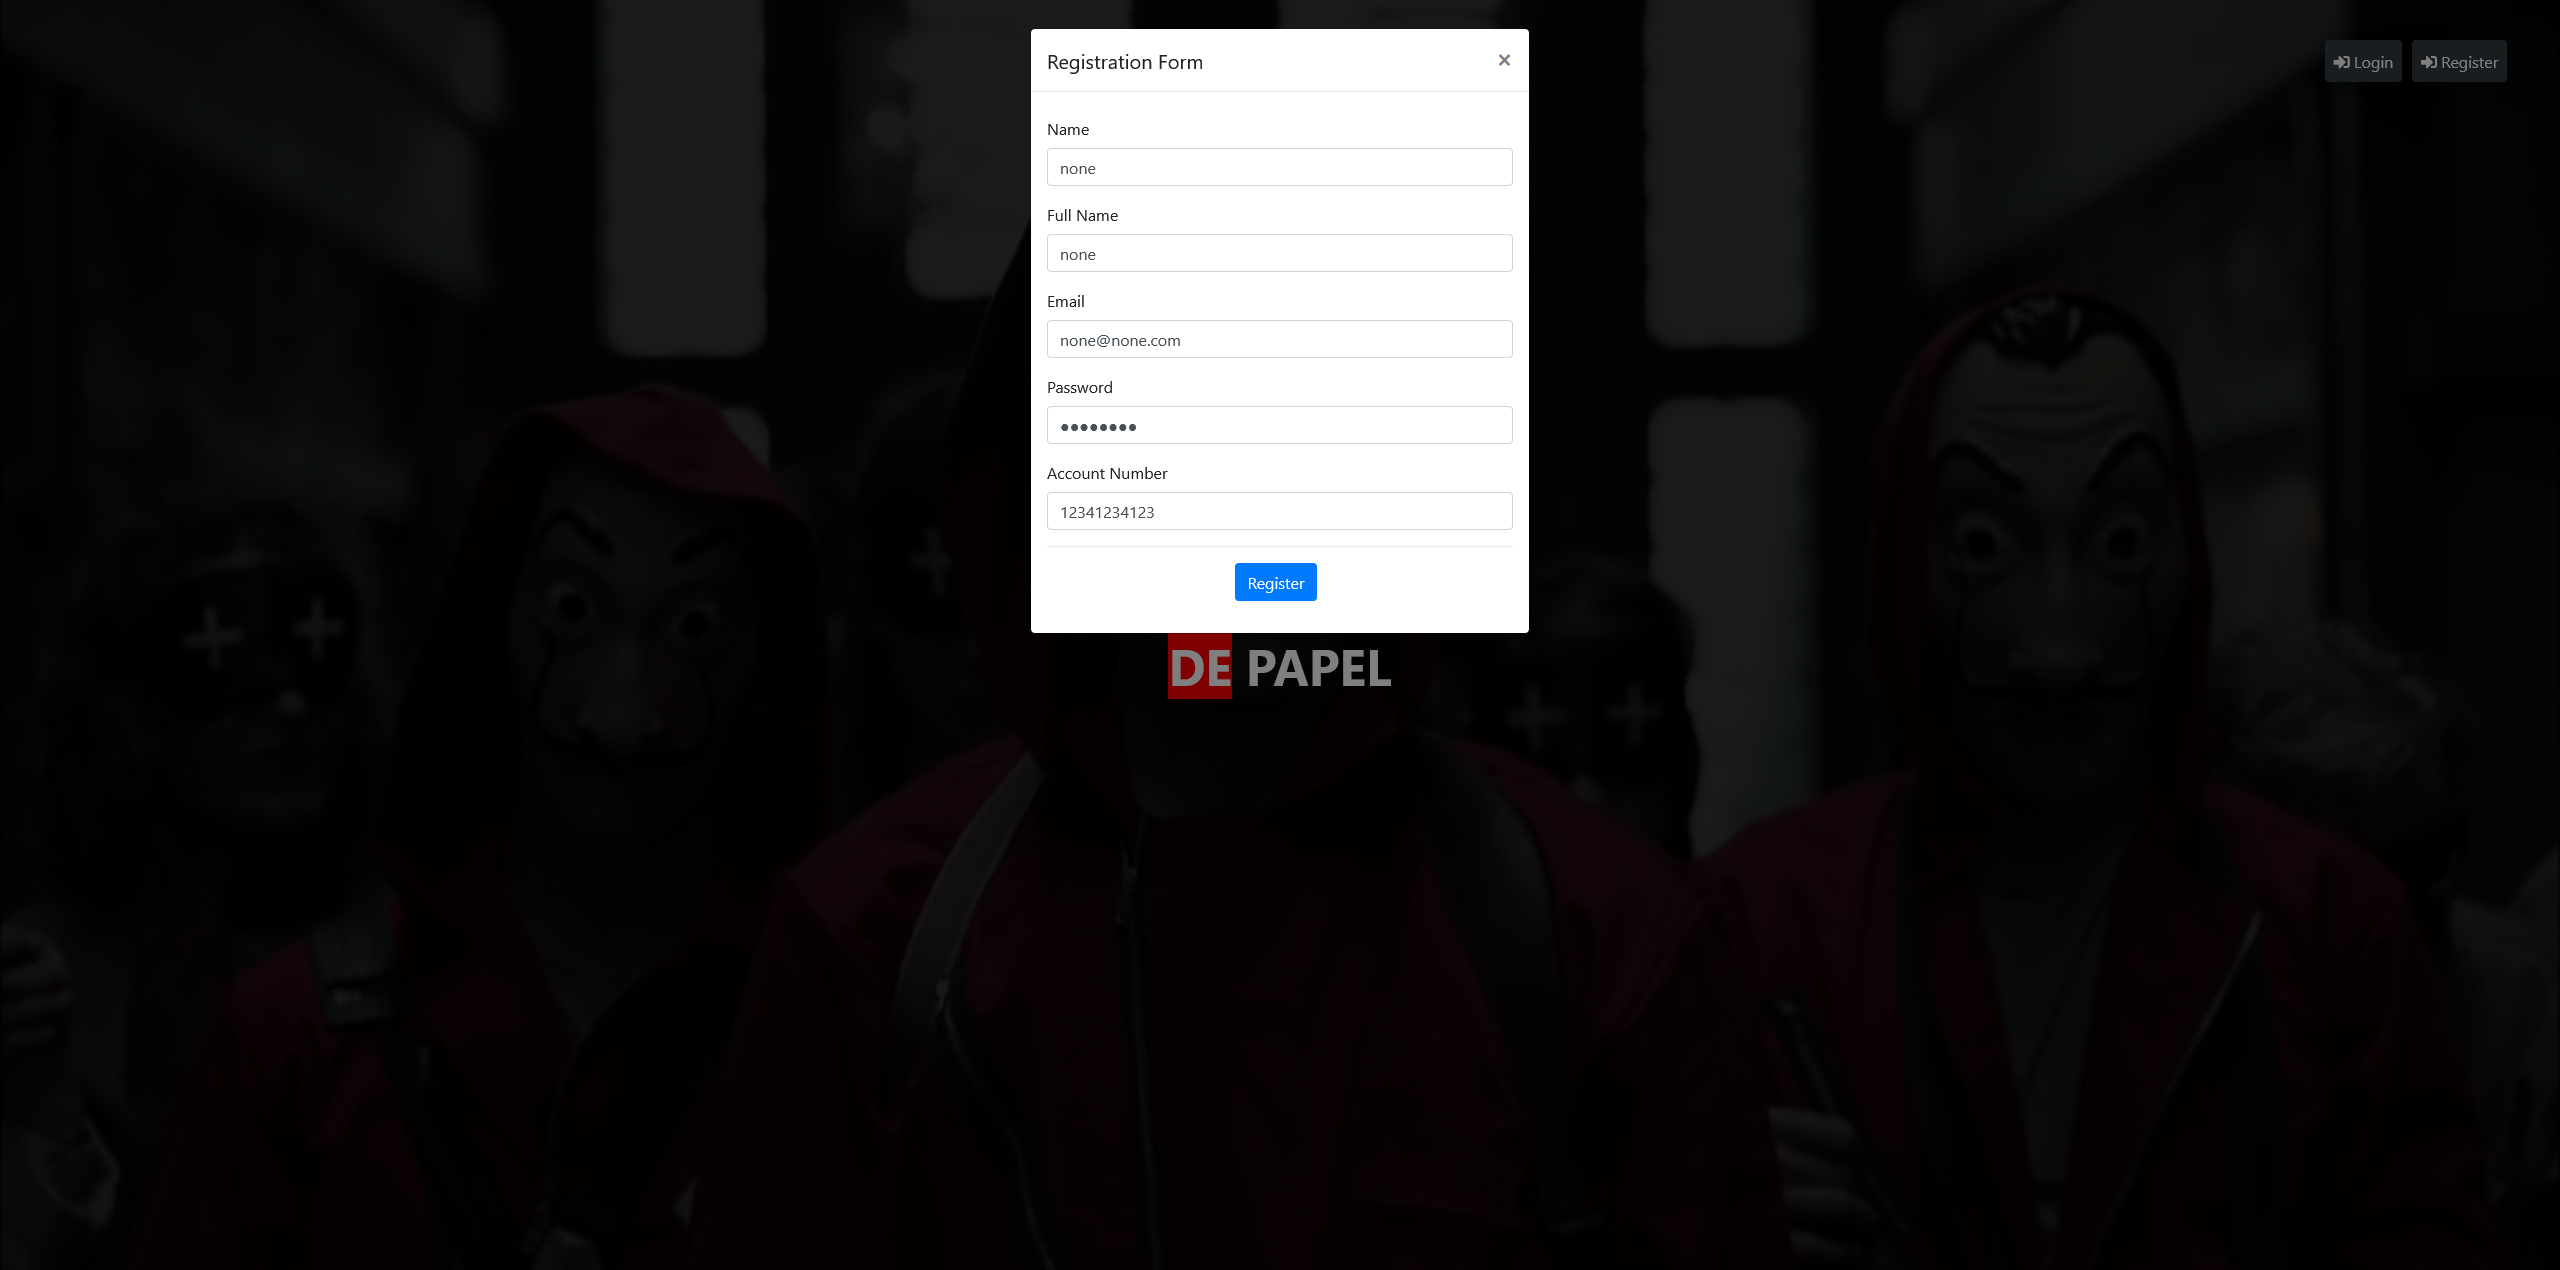 Registration Form ×
Login Register
Name
none
Full Name
none
Email
none@none.com
Password
••••••••
Account Number
12341234123
Register
DE PAPEL